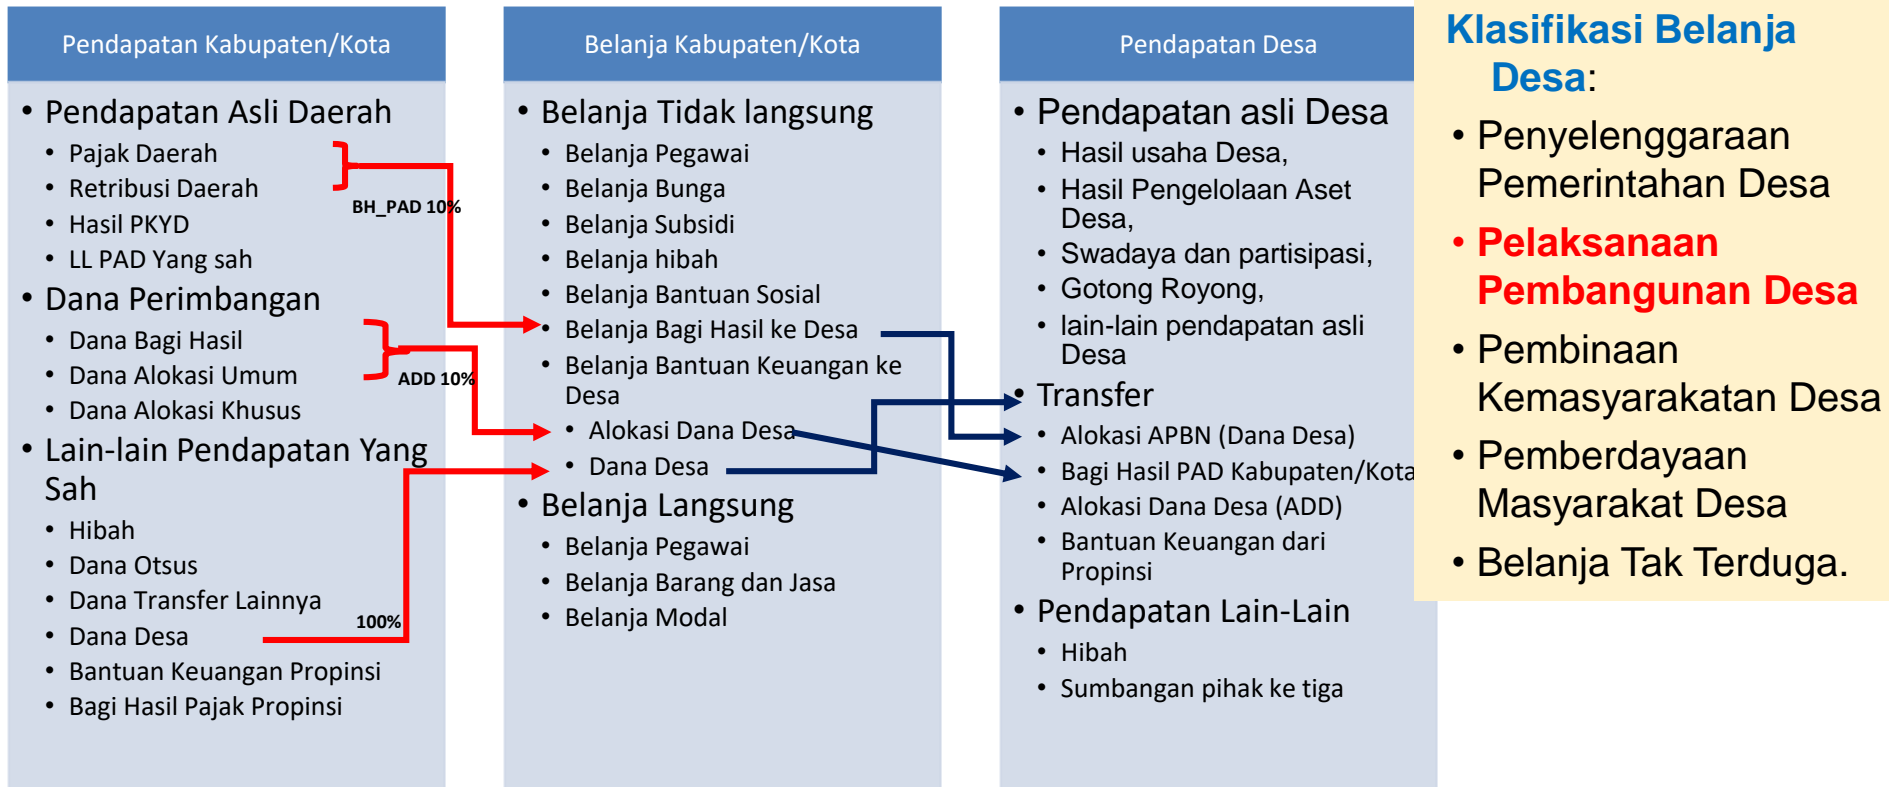 Pendapatan Kabupaten/Kota
• Pendapatan Asli Daerah
• Pajak Daerah
• Retribusi Daerah
• Hasil PKYD
• LL PAD Yang sah
• Dana Perimbangan
• Dana Bagi Hasil
• Dana Alokasi Umum
• Dana Alokasi Khusus
• Lain-lain Pendapatan Yang
Sah
• Hibah
• Dana Otsus
• Dana Transfer Lainnya
• Dana Desa
• Bantuan Keuangan Propinsi
• Bagi Hasil Pajak Propinsi
BH_PAD 10%
ADD 10%
100%
Belanja Kabupaten/Kota
• Belanja Tidak langsung
• Belanja Pegawai
• Belanja Bunga
• Belanja Subsidi
• Belanja hibah
• Belanja Bantuan Sosial
• Belanja Bagi Hasil ke Desa
• Belanja Bantuan Keuangan ke
Desa
• Alokasi Dana Desa
• Dana Desa
• Belanja Langsung
• Belanja Pegawai
• Belanja Barang dan Jasa
• Belanja Modal
Pendapatan Desa
• Pendapatan asli Desa
• Hasil usaha Desa,
• Hasil Pengelolaan Aset
Desa,
• Swadaya dan partisipasi,
• Gotong Royong,
• lain-lain pendapatan asli
Desa
• Transfer
• Alokasi APBN (Dana Desa)
• Bagi Hasil PAD Kabupaten/Kota
• Alokasi Dana Desa (ADD)
• Bantuan Keuangan dari
Propinsi
• Pendapatan Lain-Lain
• Hibah
• Sumbangan pihak ke tiga
Klasifikasi Belanja
Desa:
• Penyelenggaraan
Pemerintahan Desa
• Pelaksanaan
Pembangunan Desa
• Pembinaan
Kemasyarakatan Desa
• Pemberdayaan
Masyarakat Desa
• Belanja Tak Terduga.